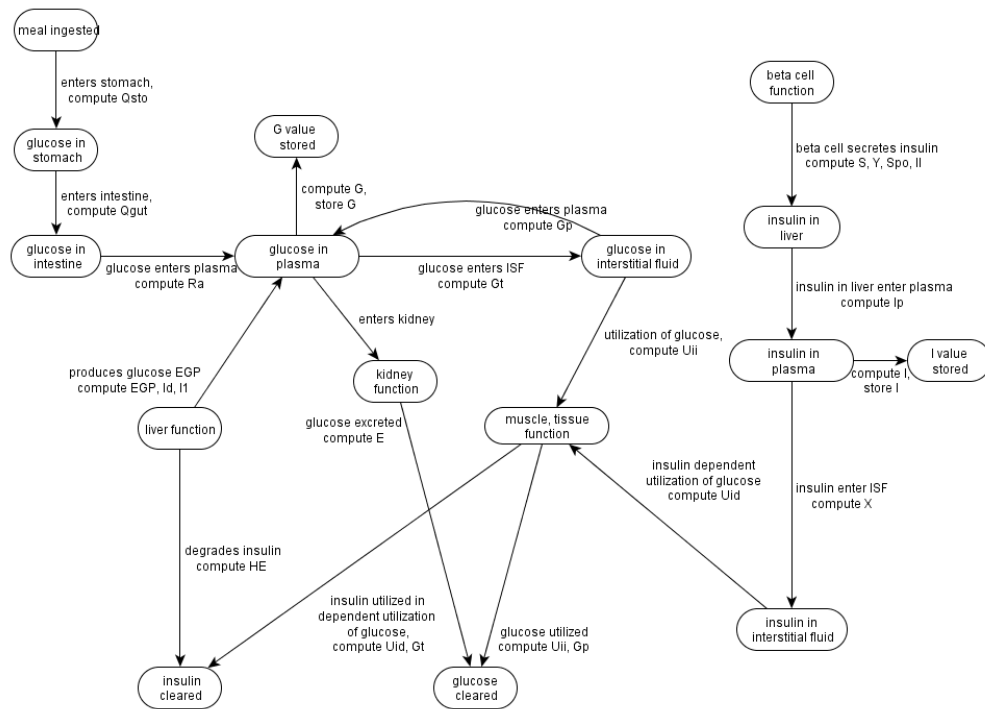 meal ingested
enters stomach,
compute Qsto
glucose in
stomach
enters intestine,
compute Qgut
glucose in
intestine
glucose enters plasma
compute Ra
G value
stored
compute G,
store G
glucose in
plasma
glucose enters plasma
compute Gp
glucose enters ISF
compute Gt
glucose in
interstitial fluid
beta cell
function
beta cell secretes insulin
compute S, Y, Spo, Il
insulin in
liver
insulin in liver enter plasma
compute Ip
insulin in
plasma
compute I,
store I
I value
stored
enters kidney
utilization of glucose,
compute Uii
produces glucose EGP
compute EGP, Id, I1
kidney
function
liver function
glucose excreted
compute E
muscle, tissue
function
insulin dependent
utilization of glucose
compute Uid
insulin enter ISF
compute X
degrades insulin
compute HE
insulin utilized in
dependent utilization
of glucose,
compute Uid, Gt
glucose utilized
compute Uii, Gp
insulin in
interstitial fluid
insulin
cleared
glucose
cleared